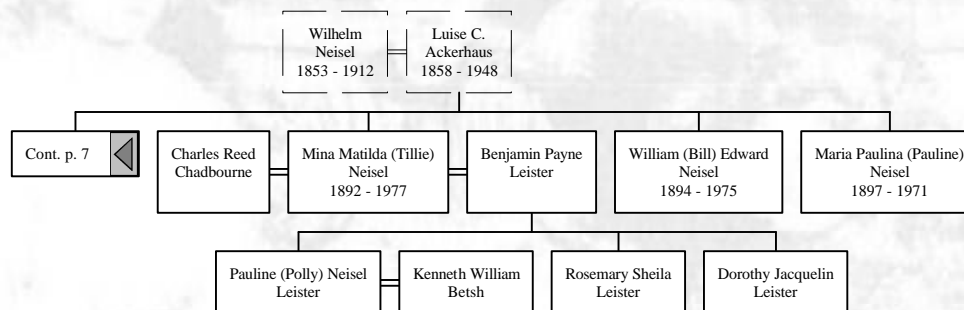 Wilhelm
Neisel
1853 - 1912
Luise C.
Ackerhaus
1858 - 1948
Cont. p. 7
Charles Reed
Chadbourne
Mina Matilda (Tillie)
Neisel
1892 - 1977
Benjamin Payne
Leister
William (Bill) Edward
Neisel
1894 - 1975
Maria Paulina (Pauline)
Neisel
1897 - 1971
Pauline (Polly) Neisel
Leister
Kenneth William
Betsh
Rosemary Sheila
Leister
Dorothy Jacquelin
Leister